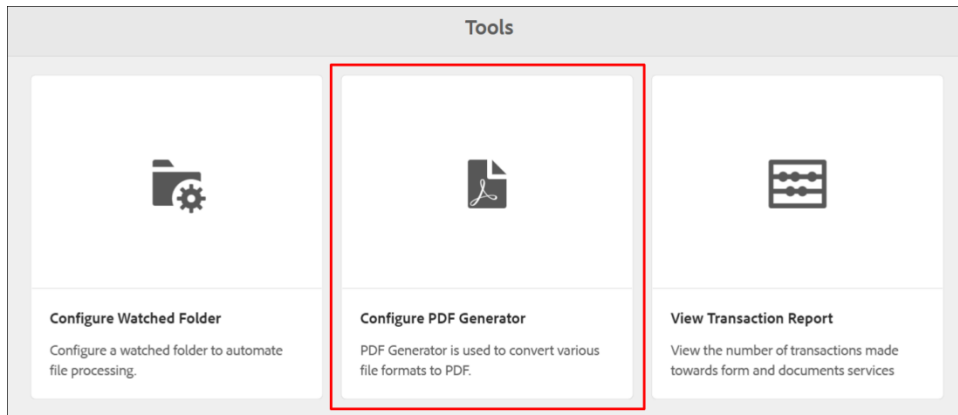 Tools
Configure Watched Folder
Configure a watched folder to automate
file processing.
Configure PDF Generator
PDF Generator is used to convert various
file formats to PDF.
View Transaction Report
View the number of transactions made
towards form and documents services